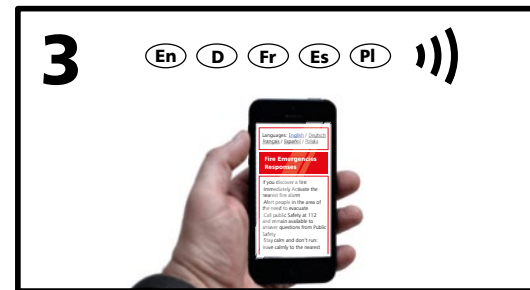 3
En D Fr Es Pl
Languages: English / Deutsch
français / Español / Polska
Fire Emergencies
Responses
if you discover a fire
Immediately Activate the
nearest fire alarm
Alert people in the area of
the need to evacuate
Call public Safety at 112
and remain available to
answer questions from Public
Safety
Stay calm and don't run:
move calmly to the nearest